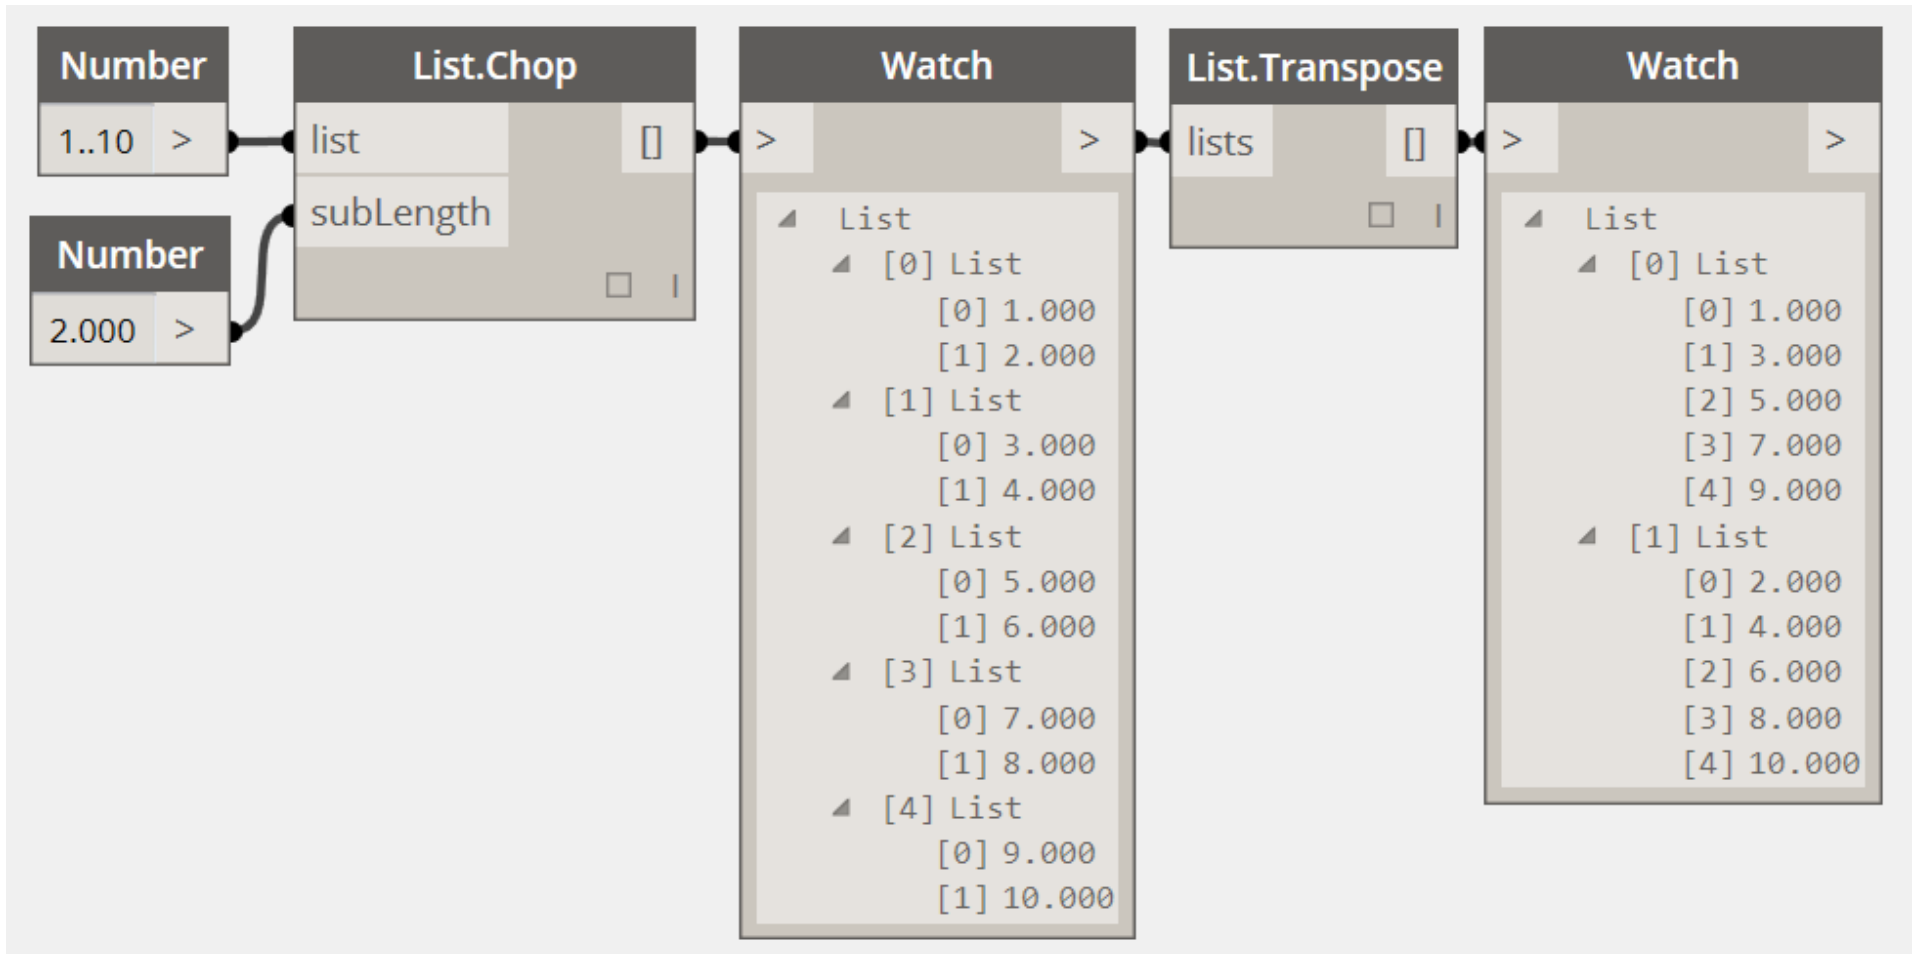 Number
1..10 >
Number
2.000 >
List.Chop
list []
subLength
I
Watch
> >
List
[0] List
[0] 1.000
[1] 2.000
[1] List
[0] 3.000
[1] 4.000
[2] List
[0] 5.000
[1] 6.000
[3] List
[0] 7.000
[1] 8.000
[4] List
[0] 9.000
[1] 10.000
List.Transpose
lists []
I
Watch
> >
List
[0] List
[0] 1.000
[1] 3.000
[2] 5.000
[3] 7.000
[4] 9.000
[1] List
[0] 2.000
[1] 4.000
[2] 6.000
[3] 8.000
[4] 10.000